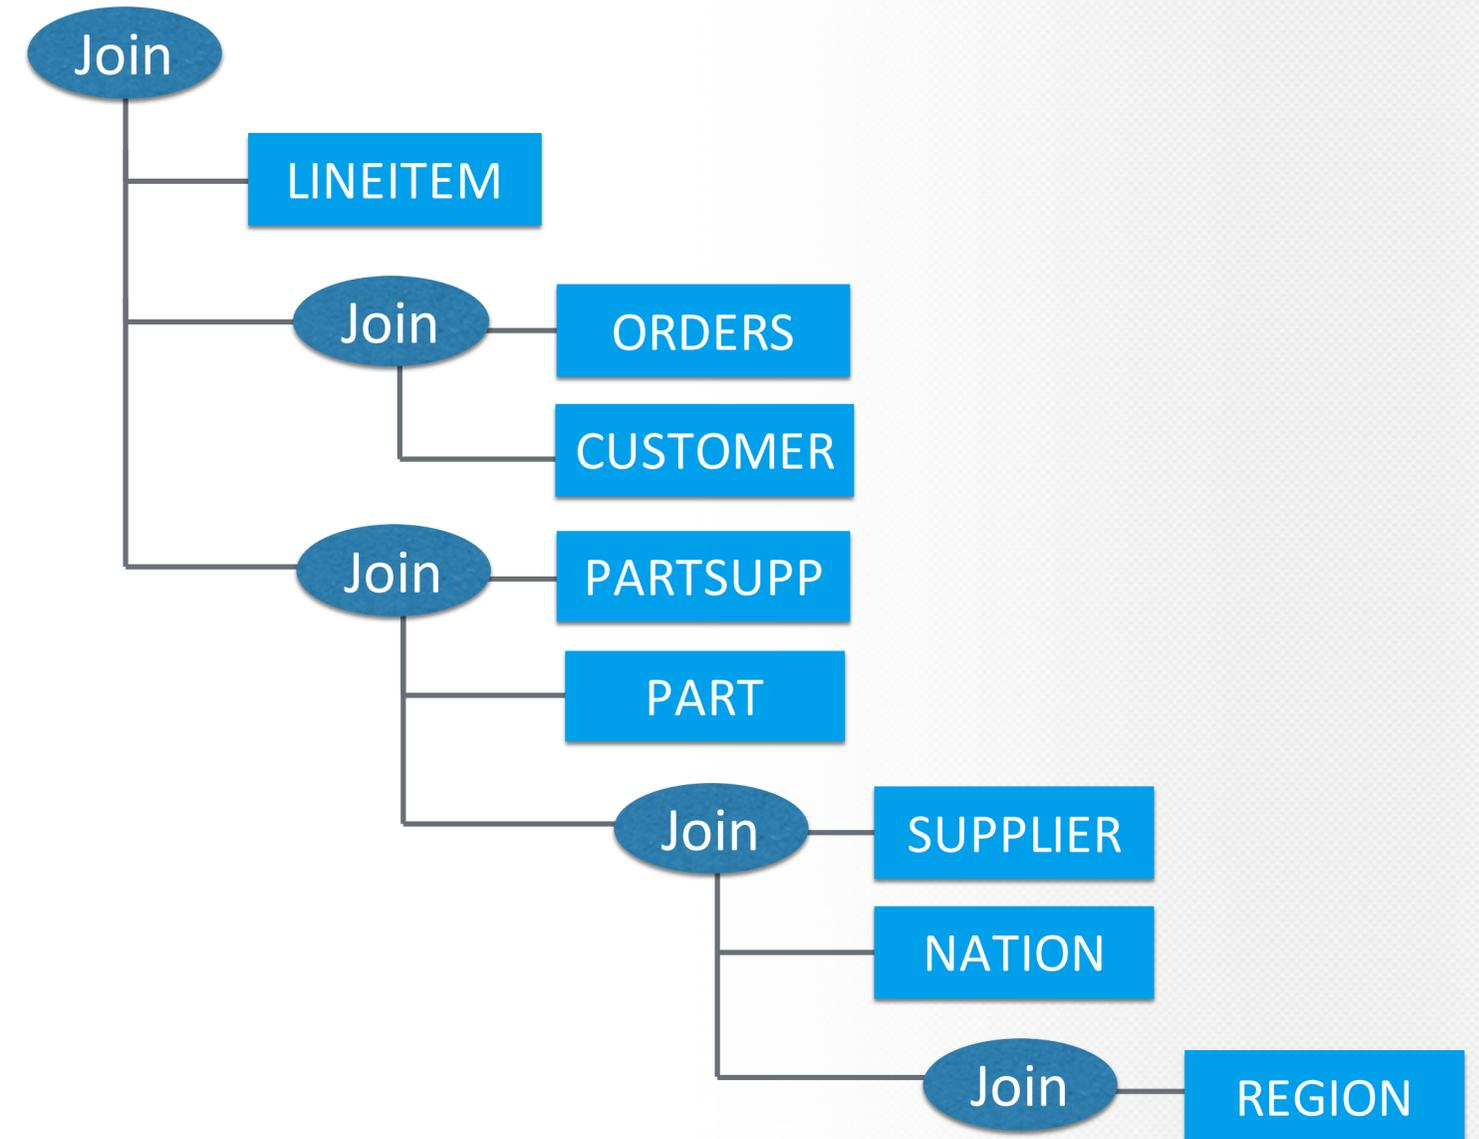 Join
LINEITEM
Join
ORDERS
CUSTOMER
Join
PARTSUPP
PART
Join
SUPPLIER
NATION
Join
REGION